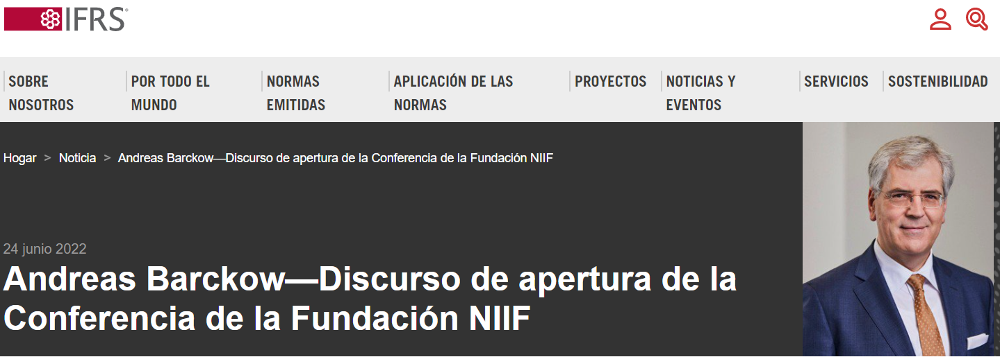 IFRS®
SOBRE
NOSOTROS
POR TODO EL
MUNDO
NORMAS
EMITIDAS
APLICACIÓN DE LAS
NORMAS
PROYECTOS
NOTICIAS Y
EVENTOS
SERVICIOS
SOSTENIBILIDAD
Hogar > Noticia > Andreas Barckow—Discurso de apertura de la Conferencia de la Fundación NIIF
24 junio 2022
Andreas Barckow—Discurso de apertura de la
Conferencia de la Fundación NIIF